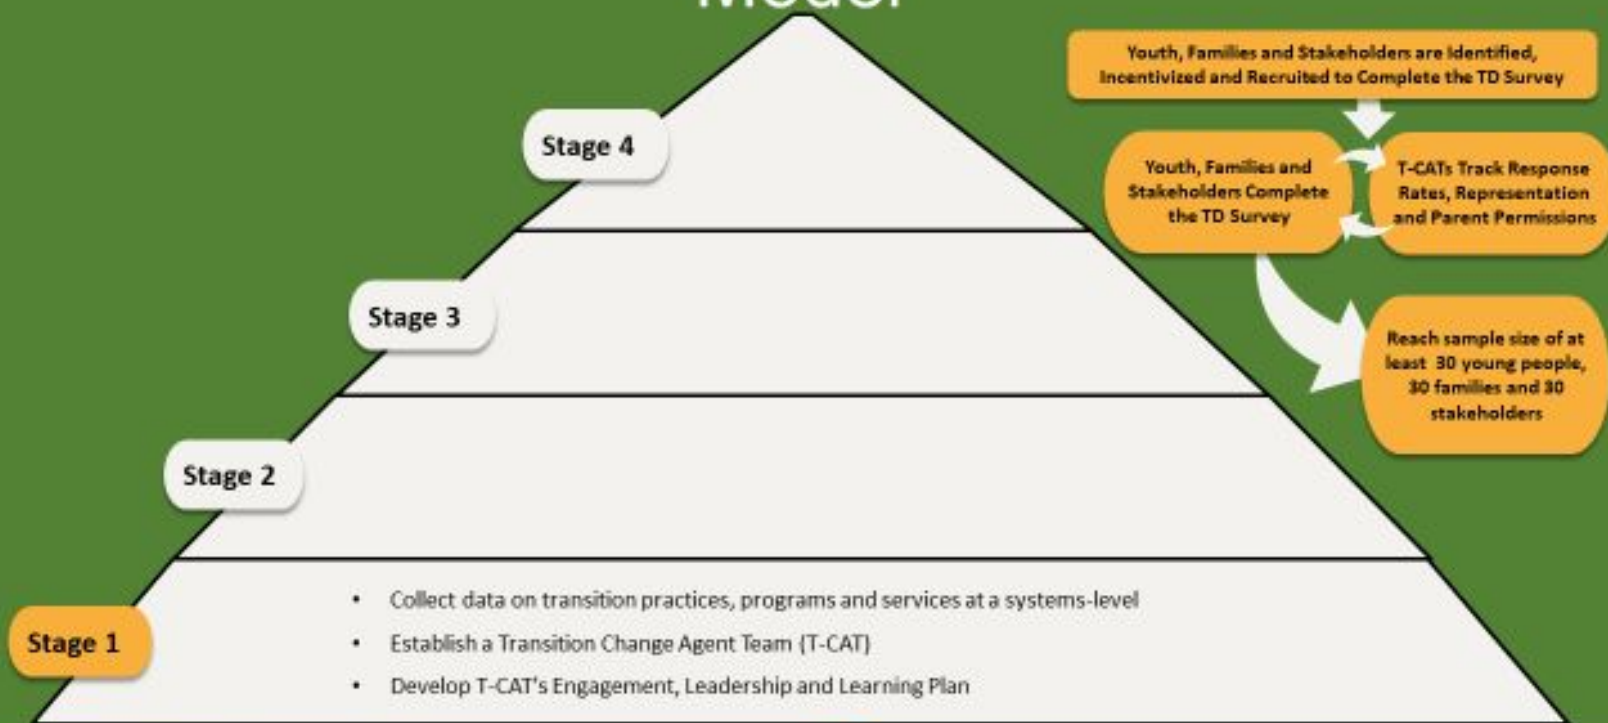 Model
Youth, Families and Stakeholders are Identified,
Incentivized and Recruited to Complete the TD Survey
Stage 4
Youth, Families and
Stakeholders Complete
the TD Survey
T-CATs Track Response
Rates, Representation
and Parent Permissions
Stage 3
Reach sample size of at
least 30 young people,
30 families and 30
stakeholders
Stage 2
Stage 1
• Collect data on transition practices, programs and services at a systems-level
• Establish a Transition Change Agent Team (T-CAT)
• Develop T-CAT's Engagement, Leadership and Learning Plan